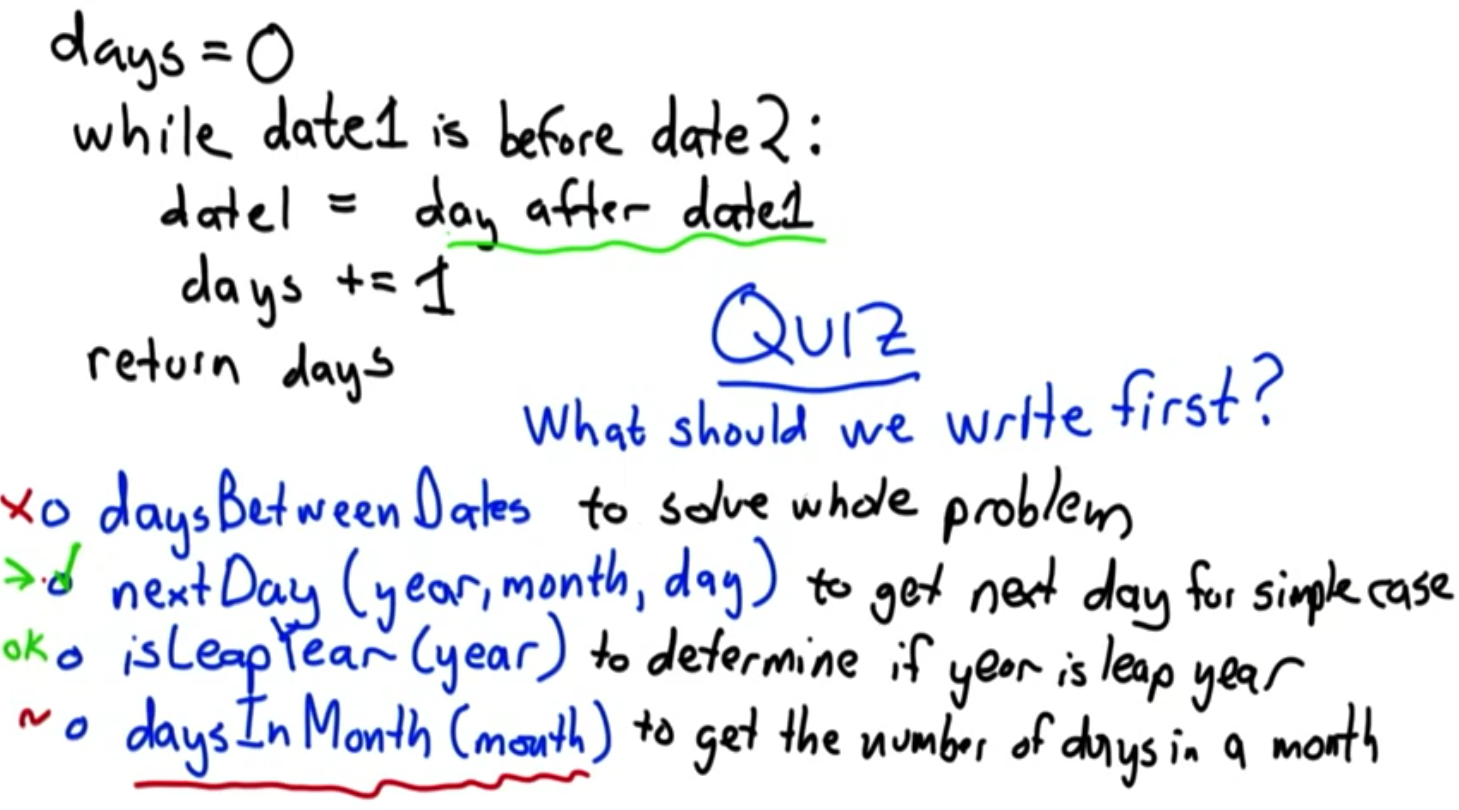 days = 0
while date1 is before date2:
date1 = day after date1
days += 1
return days
QUIZ
What should we write first?
x o daysBetweenDates to solve whole problem
→ o nextDay (year, month, day) to get next day for simple case
ok o isLeapYear (year) to determine if year is leap year
~ o daysInMonth (month) to get the number of days in a month